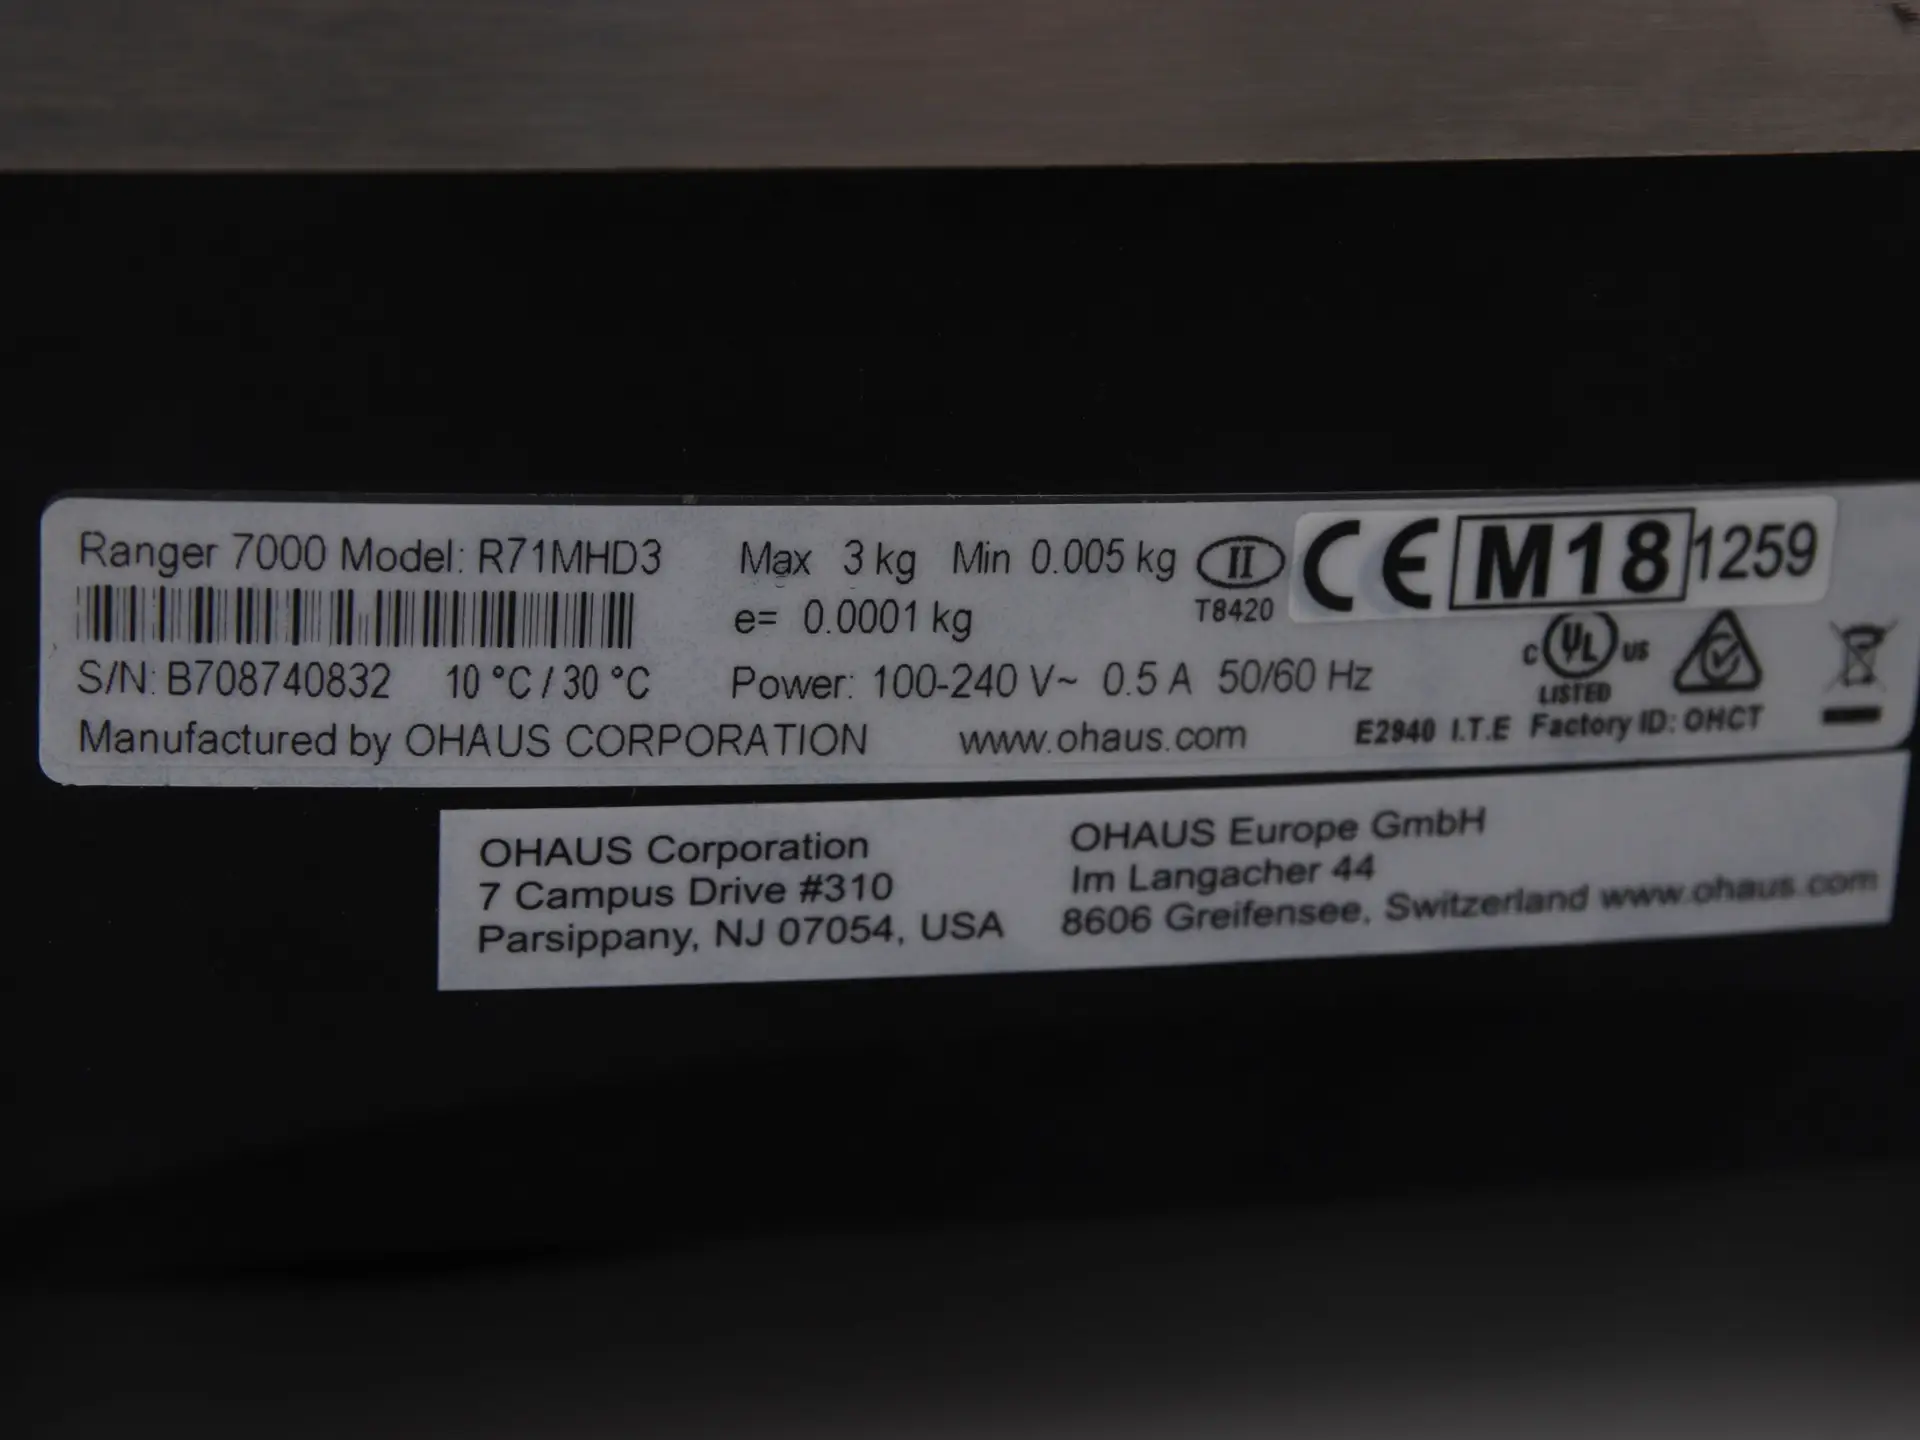 Ranger 7000 Model: R71MHD3 Max 3 kg Min 0.005 kg II CE M18 1259
e= 0.0001 kg T8420
S/N: B708740832 10 °C / 30 °C Power: 100-240 V~ 0.5 A 50/60 Hz C UL US
LISTED
Manufactured by OHAUS CORPORATION www.ohaus.com E2940 I.T.E Factory ID: OHCT
OHAUS Corporation
7 Campus Drive #310
Parsippany, NJ 07054, USA
OHAUS Europe GmbH
Im Langacher 44
8606 Greifensee, Switzerland www.ohaus.com